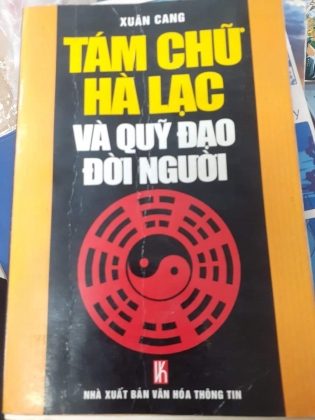 XUÂN CANG
TÁM CHỮ
HÀ LẠC
VÀ QUỸ ĐẠO
ĐỜI NGƯỜI
NHÀ XUẤT BẢN VĂN HÓA THÔNG TIN